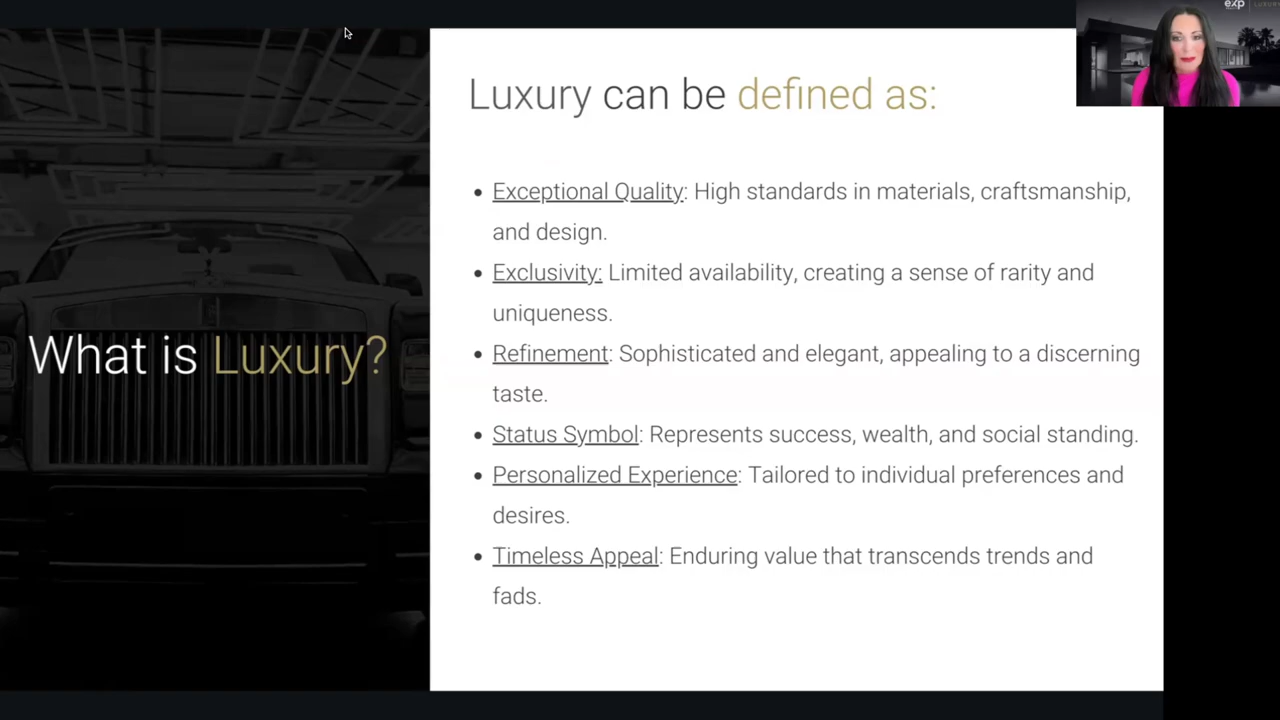 exp | LUXURY
Luxury can be defined as:
What is Luxury?
• Exceptional Quality: High standards in materials, craftsmanship,
and design.
• Exclusivity: Limited availability, creating a sense of rarity and
uniqueness.
• Refinement: Sophisticated and elegant, appealing to a discerning
taste.
• Status Symbol: Represents success, wealth, and social standing.
• Personalized Experience: Tailored to individual preferences and
desires.
• Timeless Appeal: Enduring value that transcends trends and
fads.